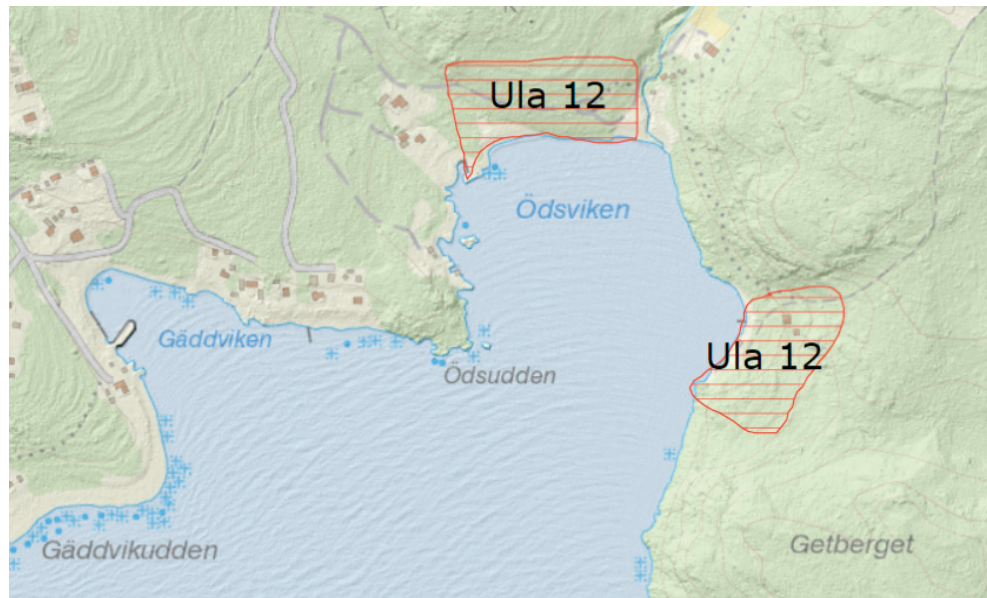 Ula 12
Ödsviken
Gäddviken
Ula 12
Ödsudden
Gäddvikudden
Getberget